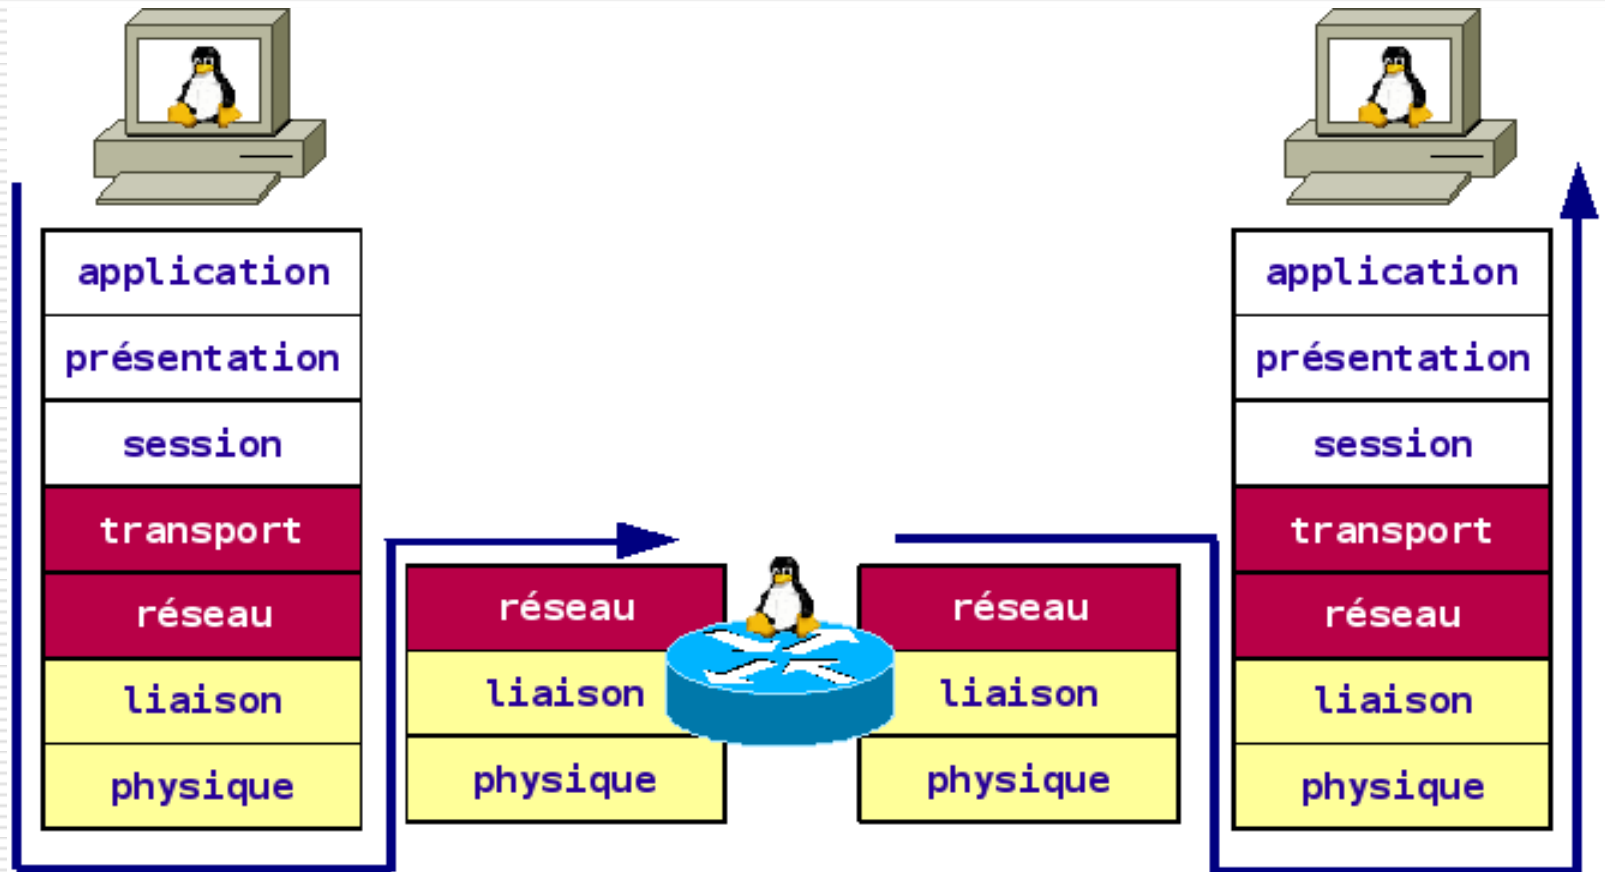 application
présentation
session
transport
réseau
liaison
physique
réseau
liaison
physique
réseau
liaison
physique
application
présentation
session
transport
réseau
liaison
physique